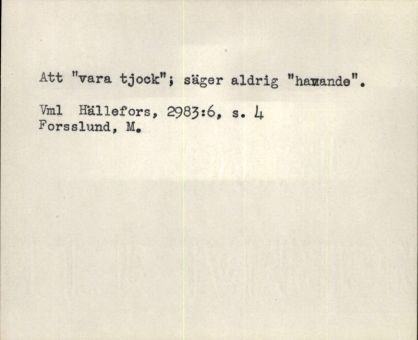 Att "vara tjock"; säger aldrig "havande".
Vml Hällefors, 2983:6, s. 4
Forsslund, M.